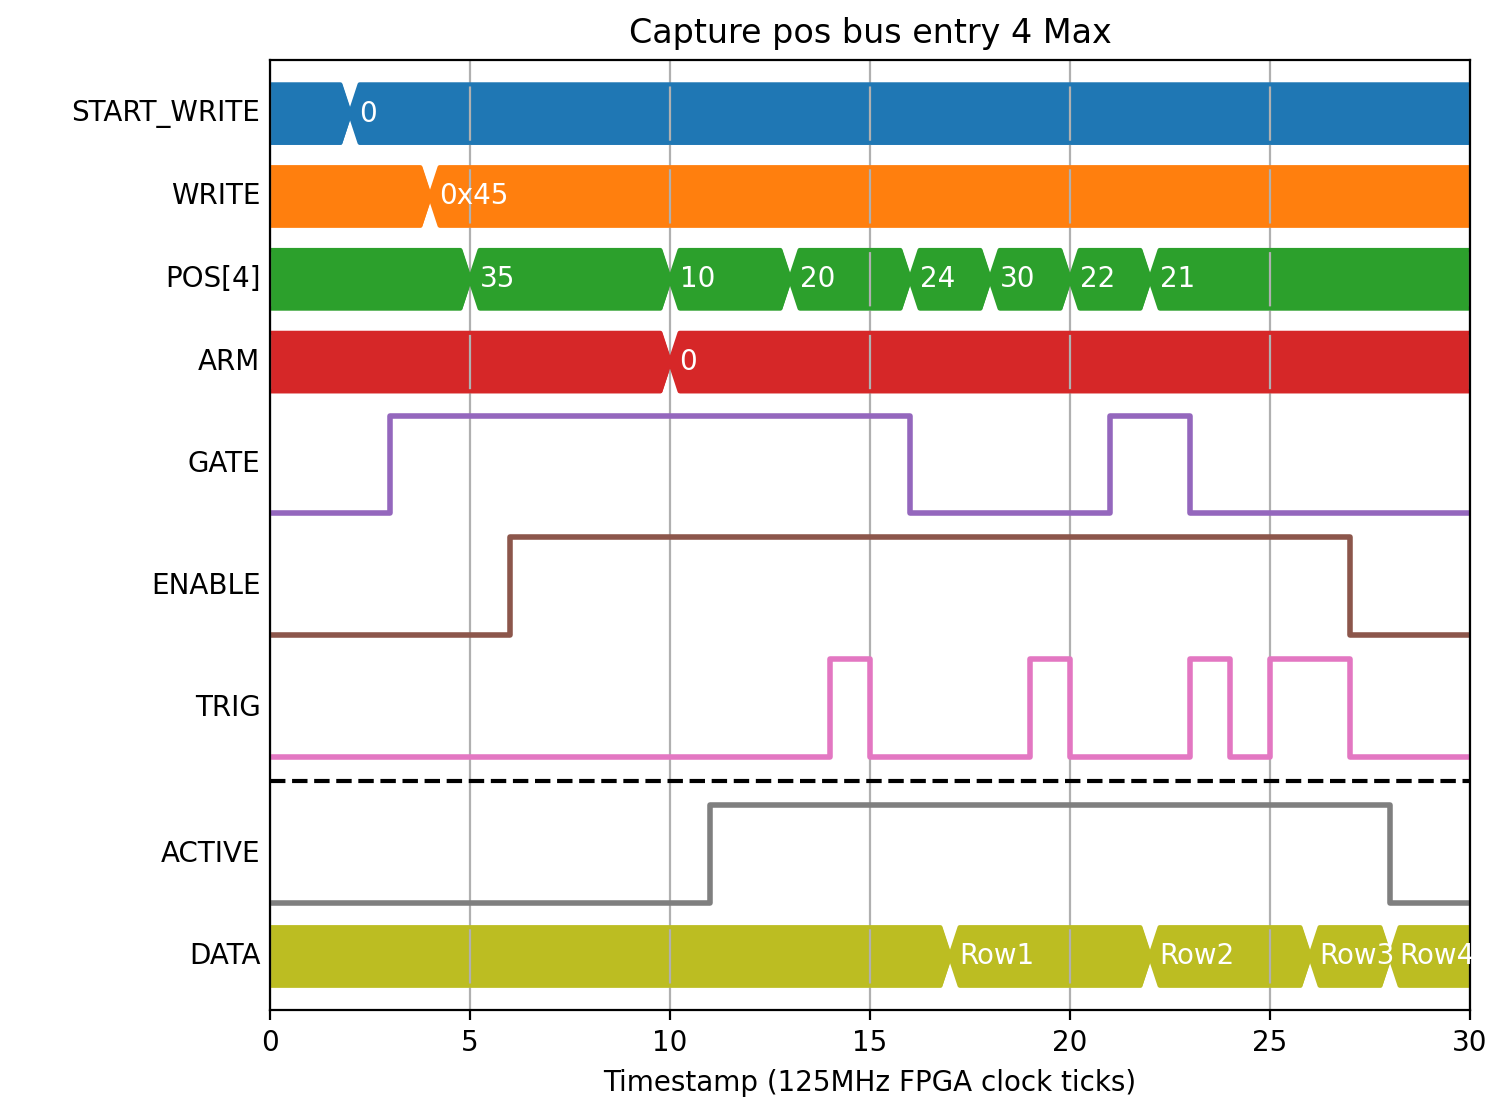 Capture pos bus entry 4 Max
START_WRITE 0
WRITE 0x45
POS[4] 35 10 20 24 30 22 21
ARM 0
GATE
ENABLE
TRIG
ACTIVE
DATA Row1 Row2 Row3 Row4
0 5 10 15 20 25 30
Timestamp (125MHz FPGA clock ticks)